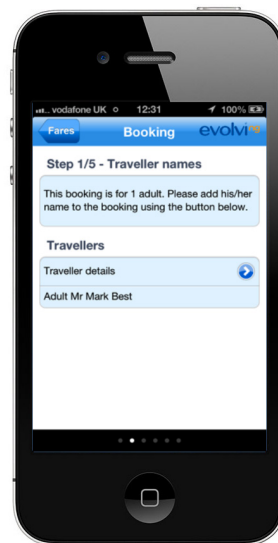 vodafone UK 12:31 100%
Fares Booking evolvi
Step 1/5 - Traveller names
This booking is for 1 adult. Please add his/her
name to the booking using the button below.
Travellers
Traveller details
Adult Mr Mark Best